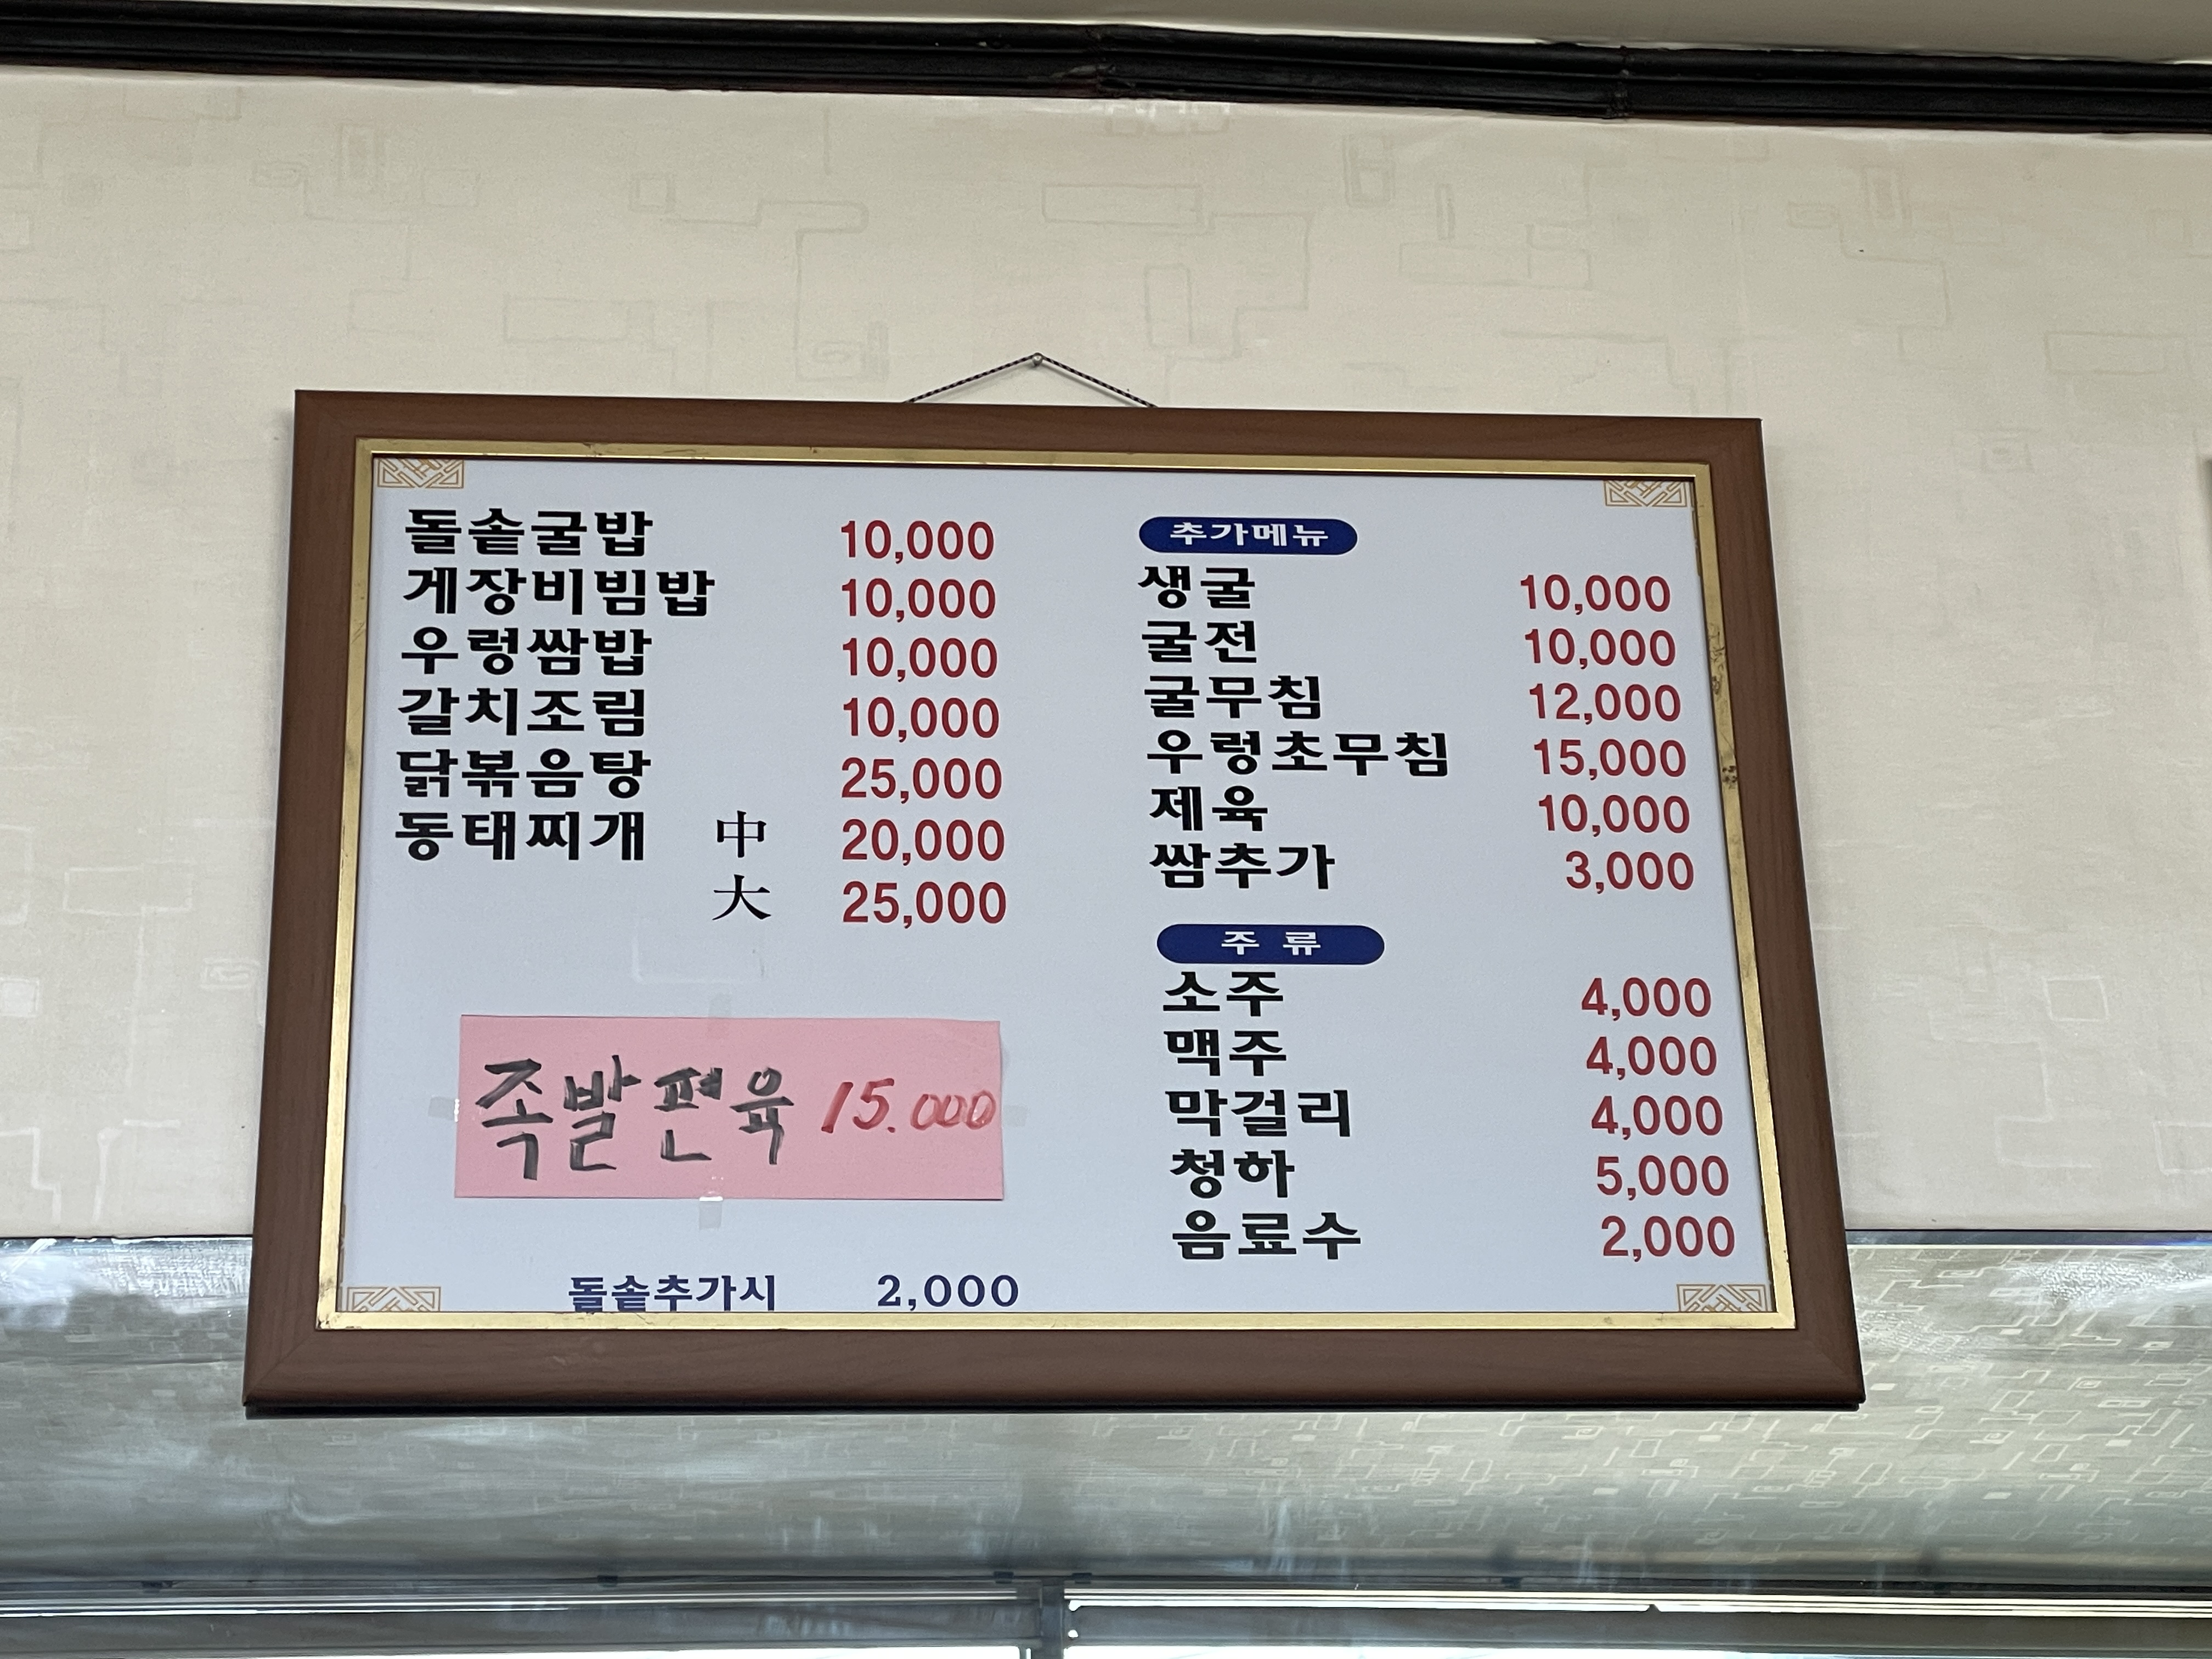 돌솥굴밥 10,000
게장비빔밥 10,000
우렁쌈밥 10,000
갈치조림 10,000
닭볶음탕 25,000
동태찌개 中 20,000
大 25,000
족발편육 15.000
돌솥추가시 2,000
추가메뉴
생굴 10,000
굴전 10,000
굴무침 12,000
우렁초무침 15,000
제육 10,000
쌈추가 3,000
주 류
소주 4,000
맥주 4,000
막걸리 4,000
청하 5,000
음료수 2,000